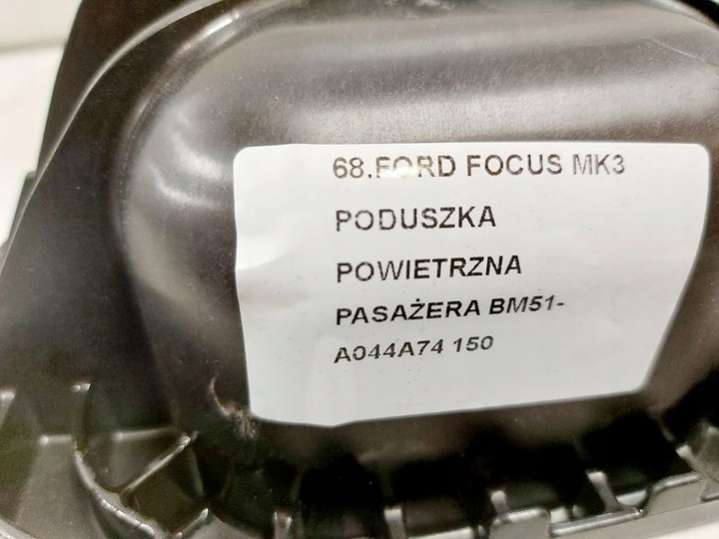 68.FORD FOCUS MK3
PODUSZKA
POWIETRZNA
PASAŻERA BM51-
A044A74 150